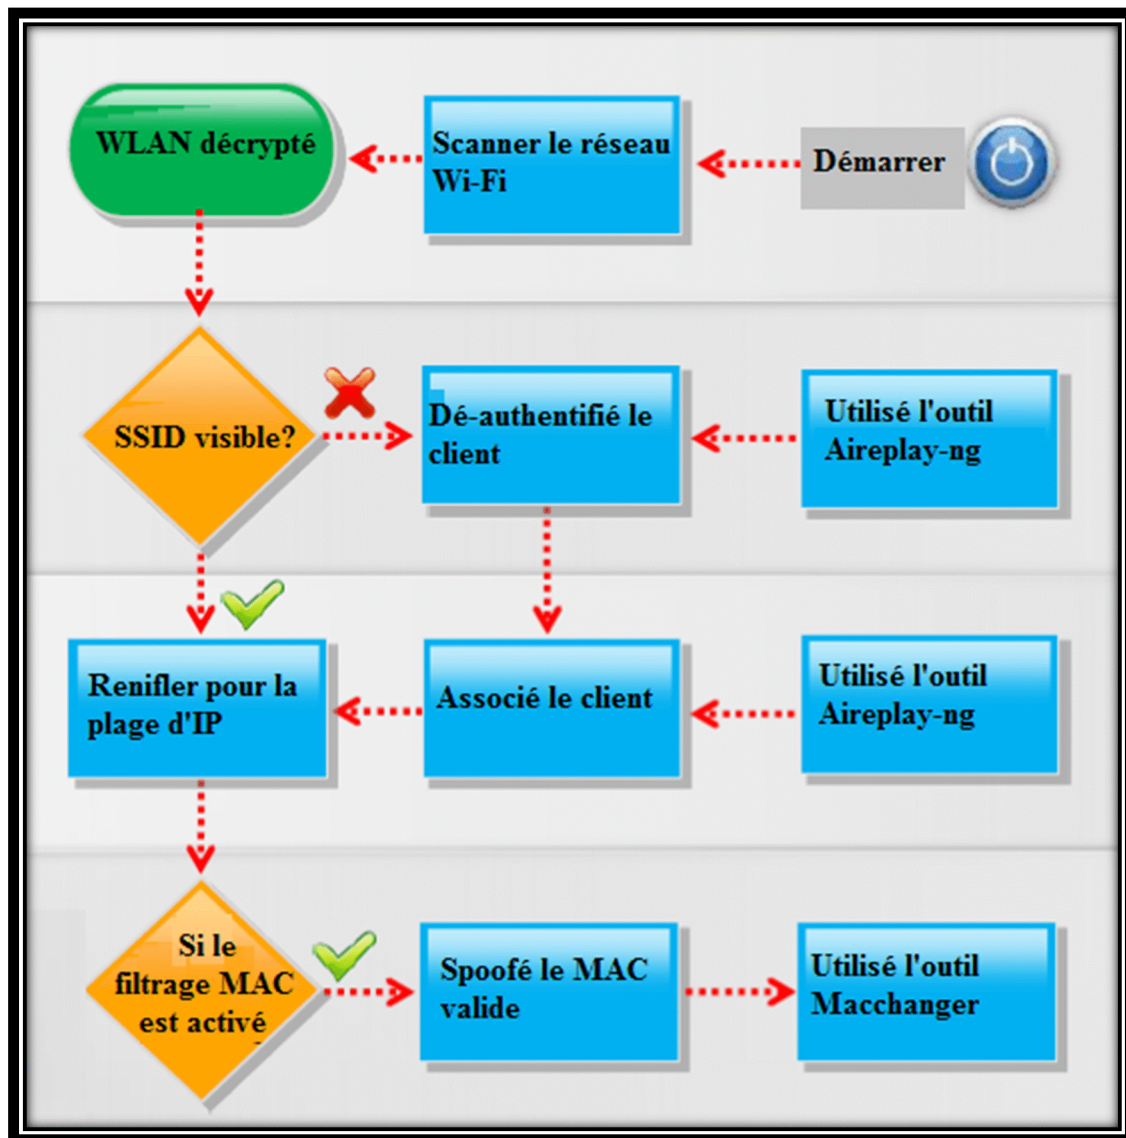 WLAN décrypté
Scanner le réseau
Wi-Fi
Démarrer
SSID visible?
Dé-authentifié le
client
Utilisé l'outil
Aireplay-ng
Renifler pour la
plage d'IP
Associé le client
Utilisé l'outil
Aireplay-ng
Si le
filtrage MAC
est activé
Spoofé le MAC
valide
Utilisé l'outil
Macchanger